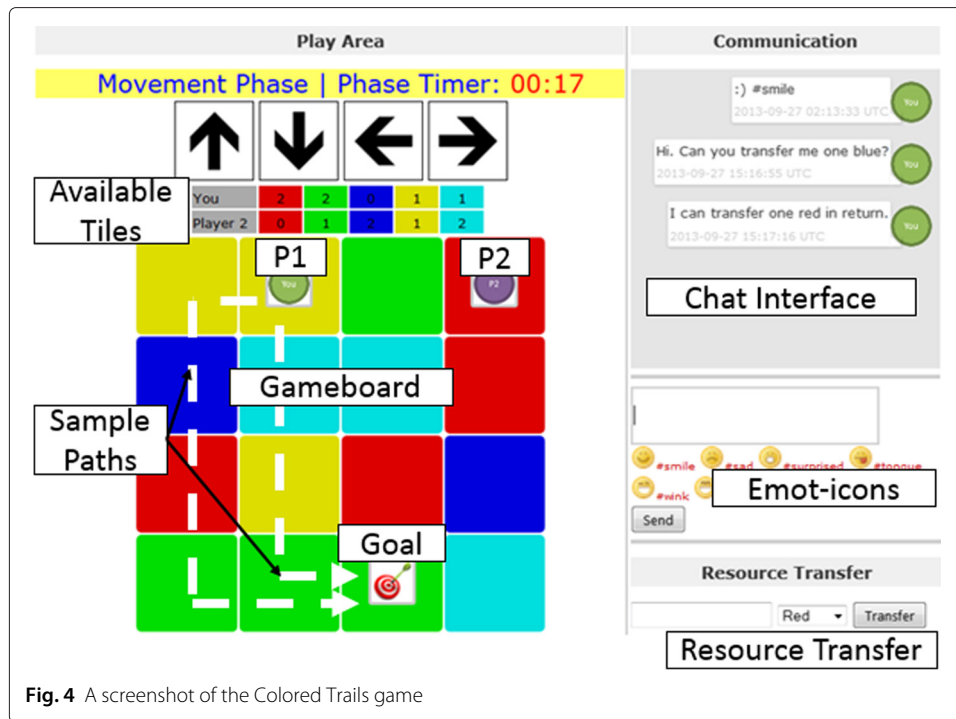 Play Area
Movement Phase | Phase Timer: 00:17
Available
Tiles
You 2 2 0 1 1
Player 2 0 1 2 1 2
P1
P2
You
P2
Gameboard
Sample
Paths
Goal
Communication
:) #smile
2013-09-27 02:13:33 UTC
You
Hi. Can you transfer me one blue?
2013-09-27 15:16:55 UTC
You
I can transfer one red in return.
2013-09-27 15:17:16 UTC
You
Chat Interface
#smile #sad #surprised #tongue
#wink
Emot-icons
Send
Resource Transfer
Red Transfer
Resource Transfer
Fig. 4 A screenshot of the Colored Trails game